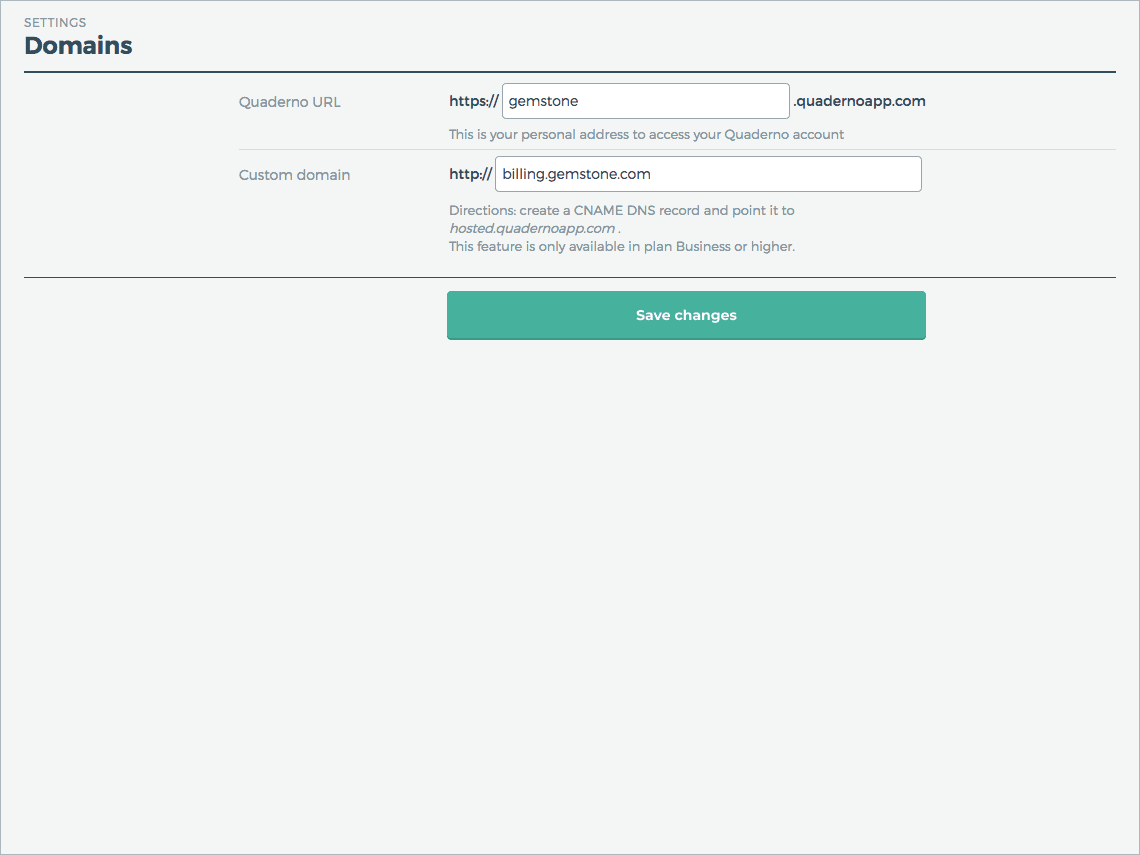 SETTINGS
Domains
Quaderno URL https:// gemstone .quadernoapp.com
This is your personal address to access your Quaderno account
Custom domain http:// billing.gemstone.com
Directions: create a CNAME DNS record and point it to
hosted.quadernoapp.com .
This feature is only available in plan Business or higher.
Save changes